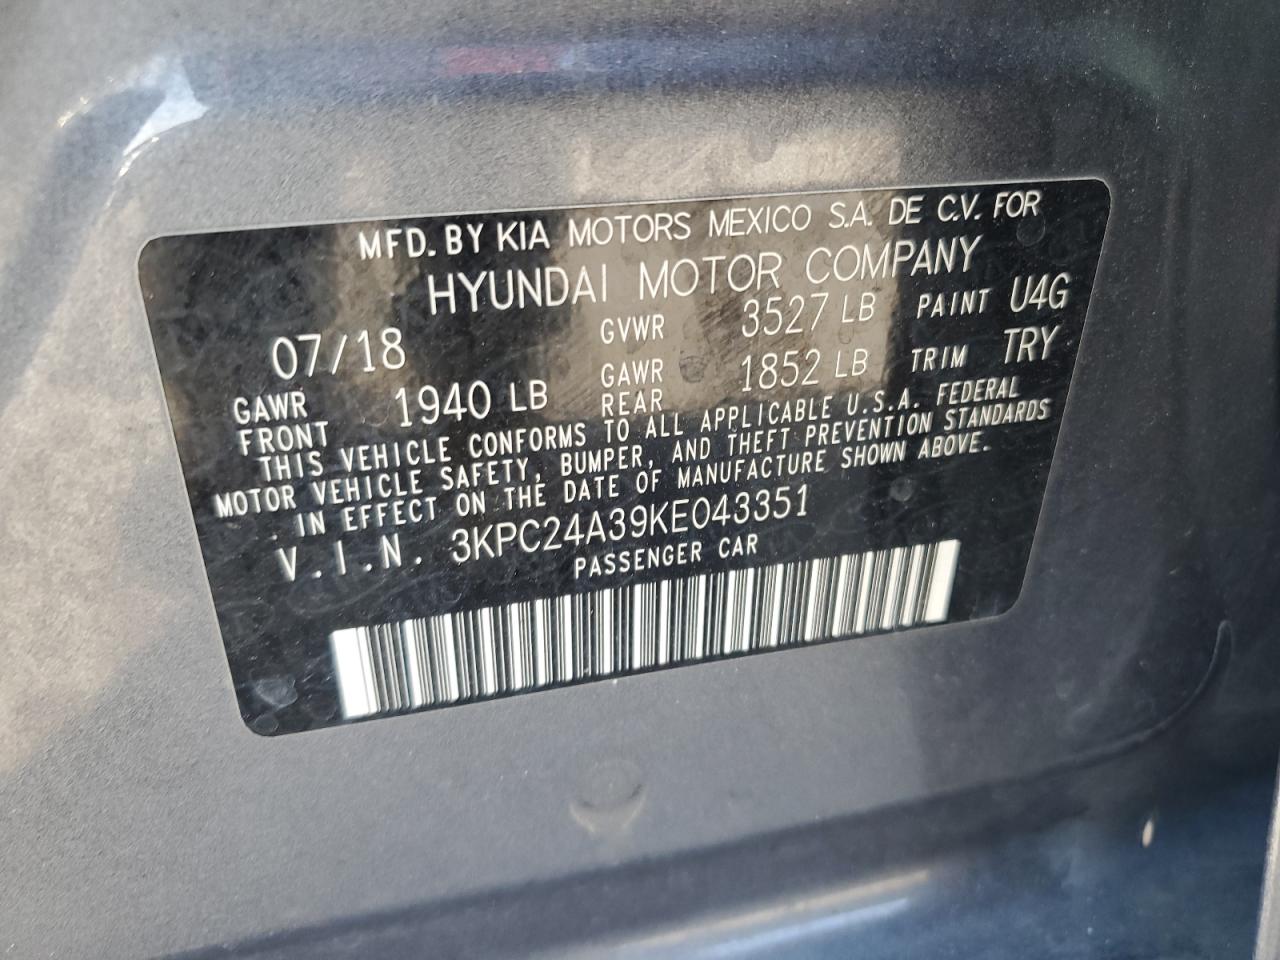 MFD. BY KIA MOTORS MEXICO S.A. DE C.V. FOR
HYUNDAI MOTOR COMPANY
07/18 GVWR 3527 LB PAINT U4G
GAWR FRONT 1940 LB GAWR REAR 1852 LB TRIM TRY
THIS VEHICLE CONFORMS TO ALL APPLICABLE U.S.A. FEDERAL
MOTOR VEHICLE SAFETY, BUMPER, AND THEFT PREVENTION STANDARDS
IN EFFECT ON THE DATE OF MANUFACTURE SHOWN ABOVE.
V.I.N. 3KPC24A39KE043351
PASSENGER CAR